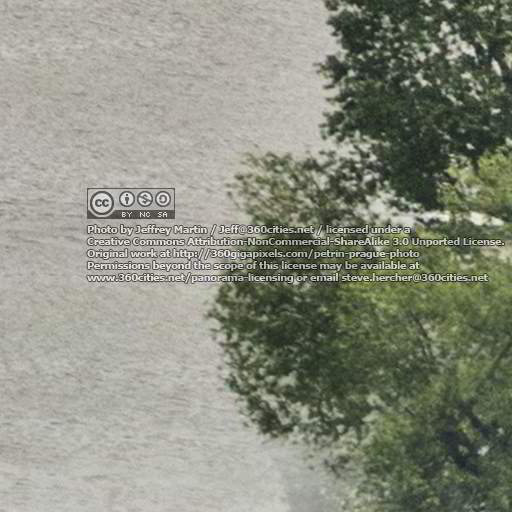 cc
BY NC SA
Photo by Jeffrey Martin / Jeff@360cities.net / licensed under a
Creative Commons Attribution-NonCommercial-ShareAlike 3.0 Unported License.
Original work at http://360gigapixels.com/petrin-prague-photo
Permissions beyond the scope of this license may be available at
www.360cities.net/panorama-licensing or email steve.hercher@360cities.net